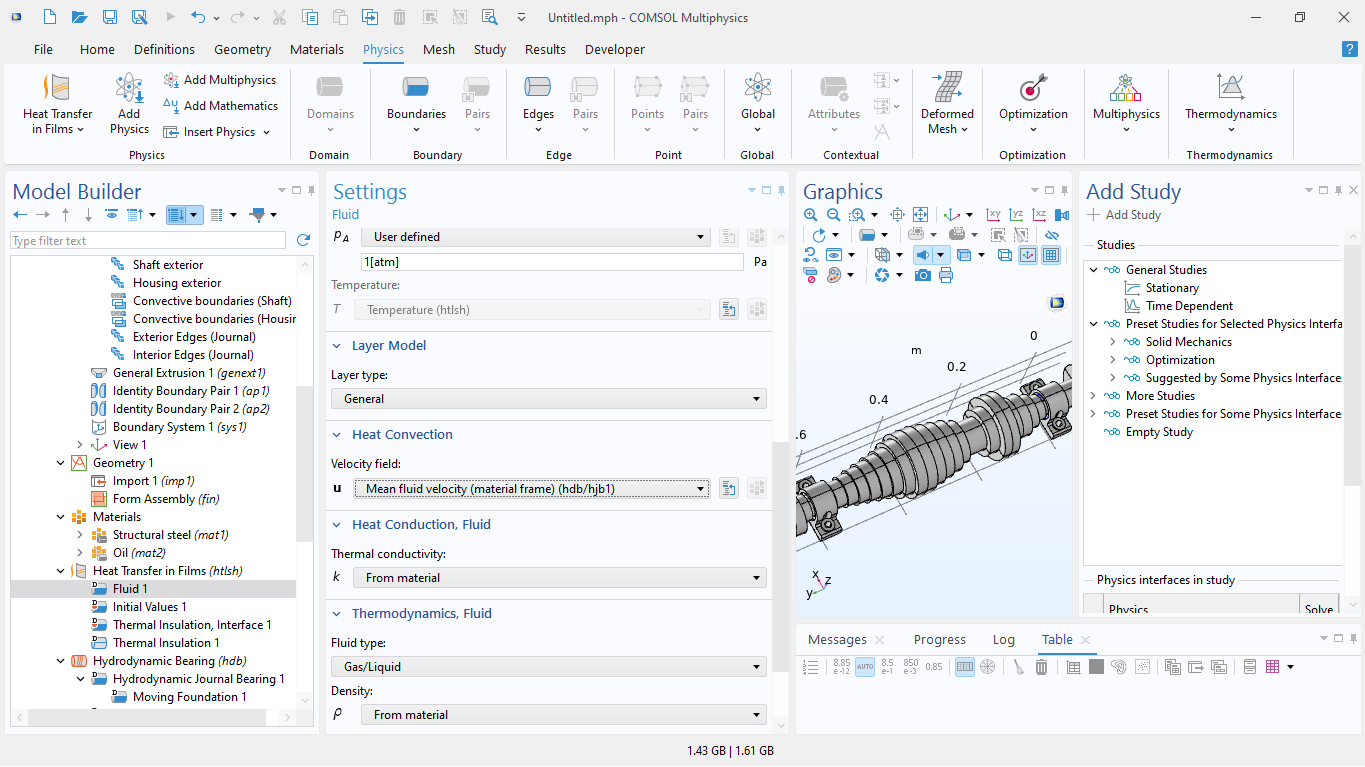 Untitled.mph - COMSOL Multiphysics
File Home Definitions Geometry Materials Physics Mesh Study Results Developer
?
Heat Transfer in Films
Add Physics
Add Multiphysics
Add Mathematics
Insert Physics
Physics
Domains
Domain
Boundaries
Pairs
Boundary
Edges
Pairs
Edge
Points
Pairs
Point
Global
Global
Attributes
Contextual
Deformed Mesh
Optimization
Optimization
Multiphysics
Thermodynamics
Thermodynamics
Model Builder
Type filter text
Shaft exterior
Housing exterior
Convective boundaries (Shaft)
Convective boundaries (Housir
Exterior Edges (Journal)
Interior Edges (Journal)
General Extrusion 1 (genext1)
Identity Boundary Pair 1 (ap1)
Identity Boundary Pair 2 (ap2)
Boundary System 1 (sys1)
View 1
Geometry 1
Import 1 (imp1)
Form Assembly (fin)
Materials
Structural steel (mat1)
Oil (mat2)
Heat Transfer in Films (htlsh)
Fluid 1
Initial Values 1
Thermal Insulation, Interface 1
Thermal Insulation 1
Hydrodynamic Bearing (hdb)
Hydrodynamic Journal Bearing 1
Moving Foundation 1
Settings
Fluid
pA User defined
1[atm] Pa
Temperature:
T Temperature (htlsh)
Layer Model
Layer type:
General
Heat Convection
Velocity field:
u Mean fluid velocity (material frame) (hdb/hjb1)
Heat Conduction, Fluid
Thermal conductivity:
k From material
Thermodynamics, Fluid
Fluid type:
Gas/Liquid
Density:
ρ From material
Graphics
xy yz xz
0
m
0.2
0.4
.6
x
z
y
Add Study
Add Study
Studies
General Studies
Stationary
Time Dependent
Preset Studies for Selected Physics Interfa
Solid Mechanics
Optimization
Suggested by Some Physics Interface
More Studies
Preset Studies for Some Physics Interface
Empty Study
Physics interfaces in study
Physics Solve
Messages Progress Log Table
8.85 e-12 AUTO 8.5 e-1 850 e-3 0.85
1.43 GB | 1.61 GB